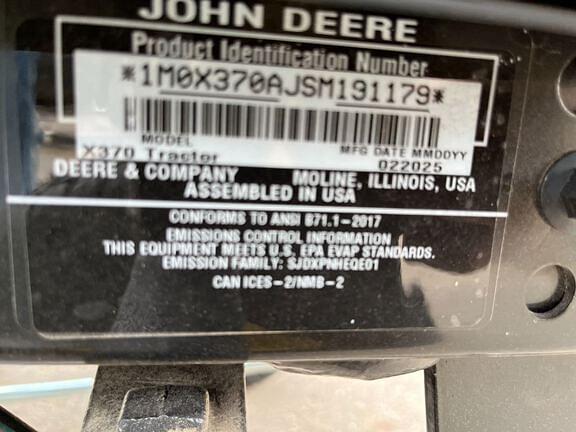 JOHN DEERE
Product Identification Number
*1M0X370AJSM191179*
MODEL MFG DATE MMDDYY
X370 Tractor 022025
DEERE & COMPANY MOLINE, ILLINOIS, USA
ASSEMBLED IN USA
CONFORMS TO ANSI B71.1-2017
EMISSIONS CONTROL INFORMATION
THIS EQUIPMENT MEETS U.S. EPA EVAP STANDARDS.
EMISSION FAMILY: SJDXPNHEQE01
CAN ICES-2/NMB-2